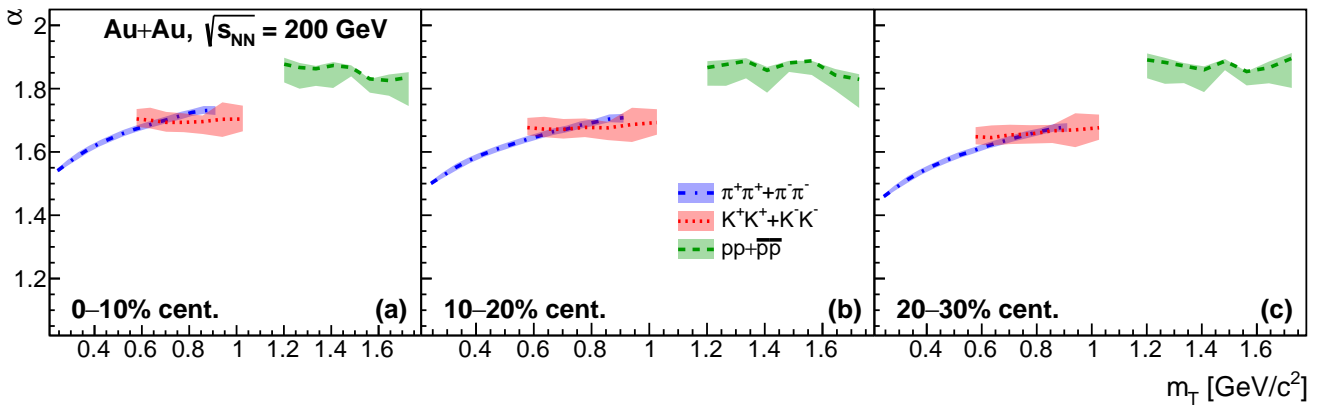 α
2
1.8
1.6
1.4
1.2
Au+Au, √s_NN = 200 GeV
π⁺π⁺+π⁻π⁻
K⁺K⁺+K⁻K⁻
pp+p̅p̅
0–10% cent. (a)
10–20% cent. (b)
20–30% cent. (c)
0.4 0.6 0.8 1 1.2 1.4 1.6
0.4 0.6 0.8 1 1.2 1.4 1.6
0.4 0.6 0.8 1 1.2 1.4 1.6
m_T [GeV/c²]